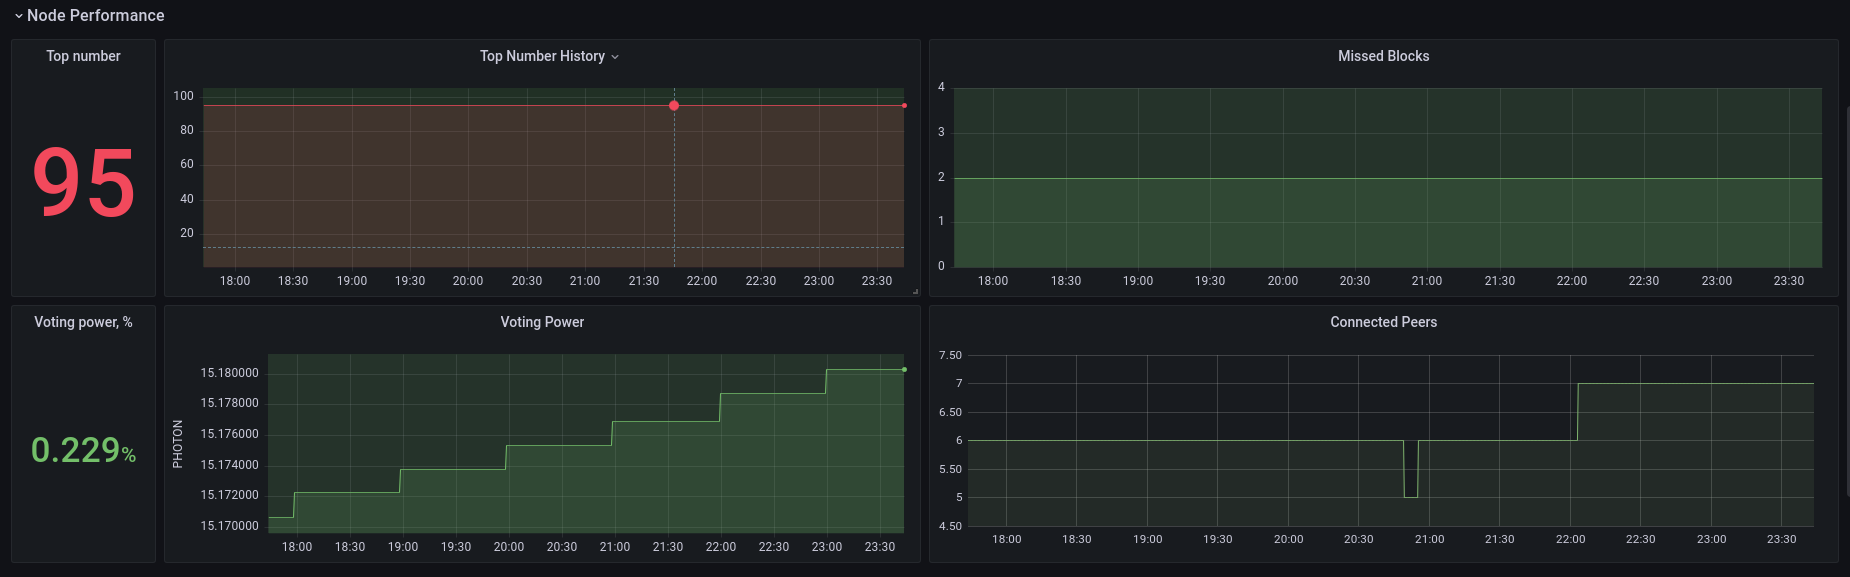 Node Performance
Top number
95
Top Number History
100
80
60
40
20
18:00 18:30 19:00 19:30 20:00 20:30 21:00 21:30 22:00 22:30 23:00 23:30
Missed Blocks
4
3
2
1
0
18:00 18:30 19:00 19:30 20:00 20:30 21:00 21:30 22:00 22:30 23:00 23:30
Voting power, %
0.229%
Voting Power
PHOTON
15.180000
15.178000
15.176000
15.174000
15.172000
15.170000
18:00 18:30 19:00 19:30 20:00 20:30 21:00 21:30 22:00 22:30 23:00 23:30
Connected Peers
7.50
7
6.50
6
5.50
5
4.50
18:00 18:30 19:00 19:30 20:00 20:30 21:00 21:30 22:00 22:30 23:00 23:30